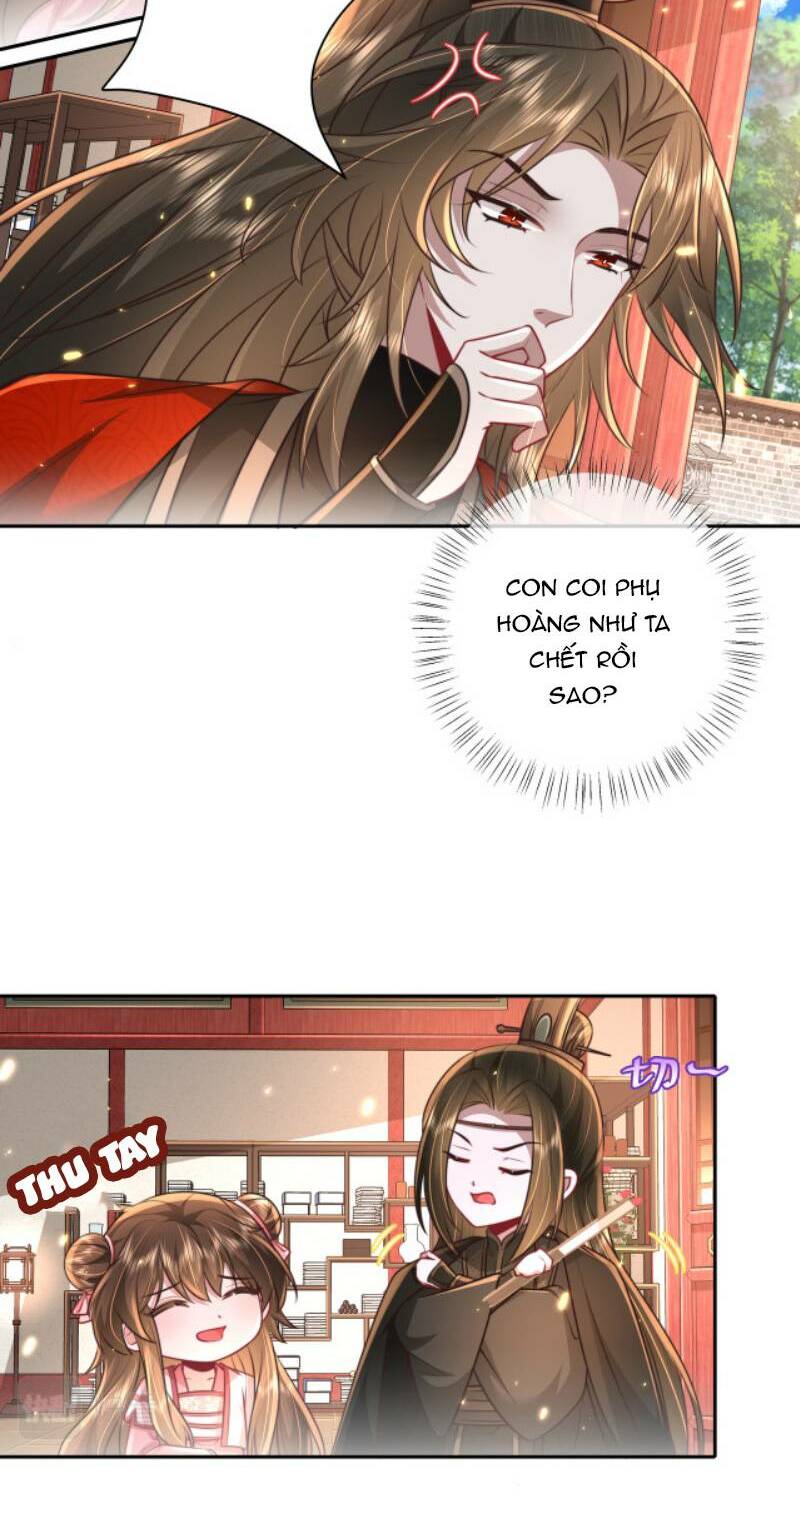 CON COI PHỤ
HOÀNG NHƯ TA
CHẾT RỒI
SAO?
切～
THU TAY